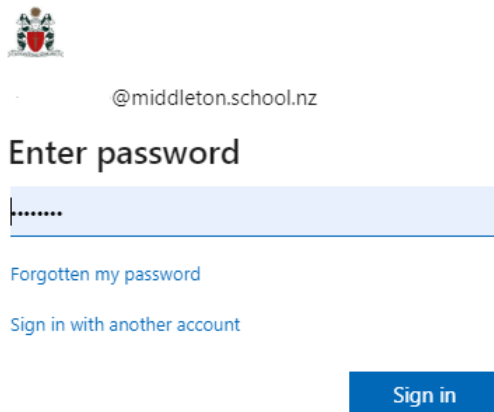 @middleton.school.nz
Enter password
Forgotten my password
Sign in with another account
Sign in